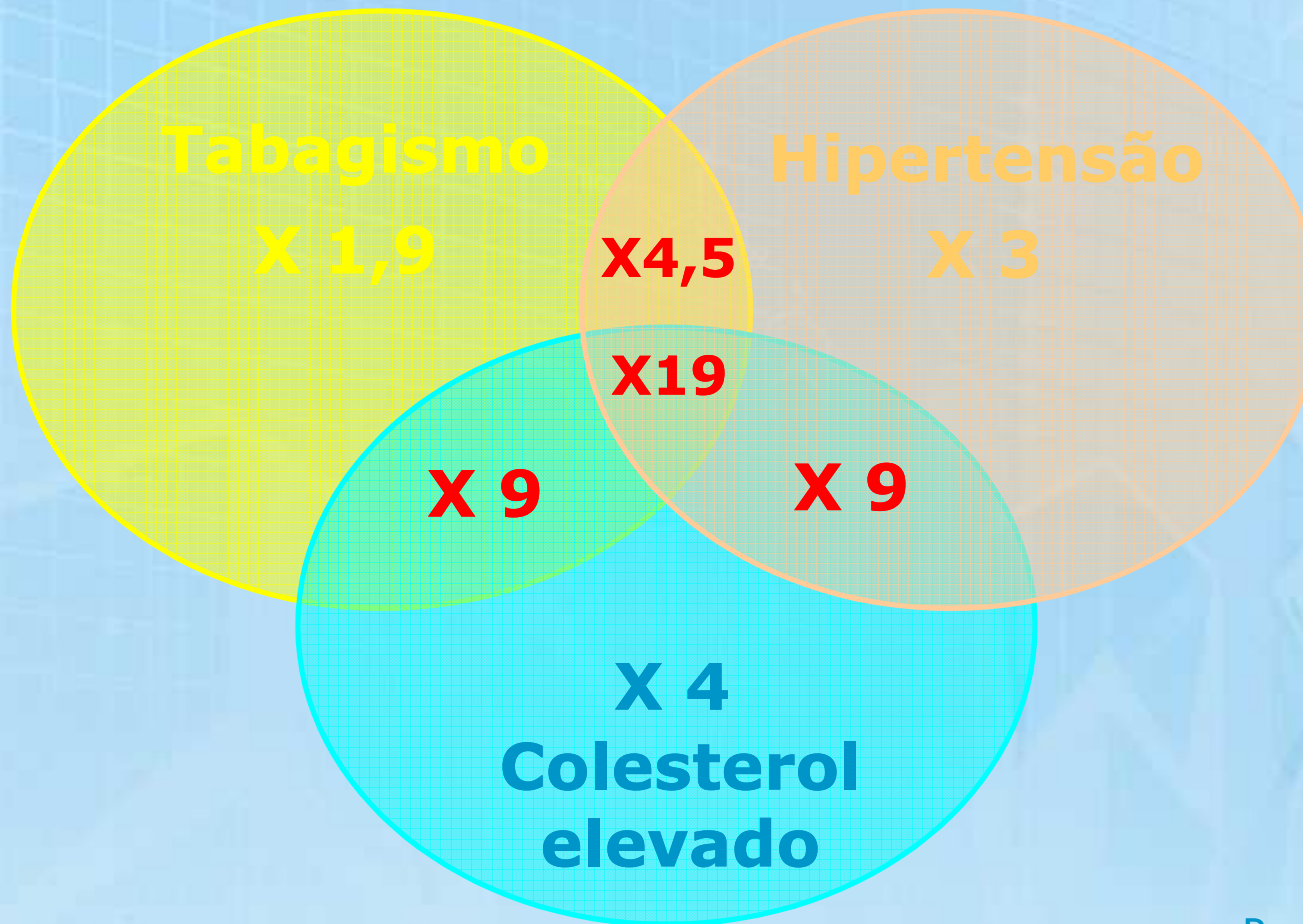 Tabagismo
X 1,9
Hipertensão
X 3
X4,5
X19
X 9
X 9
X 4
Colesterol
elevado